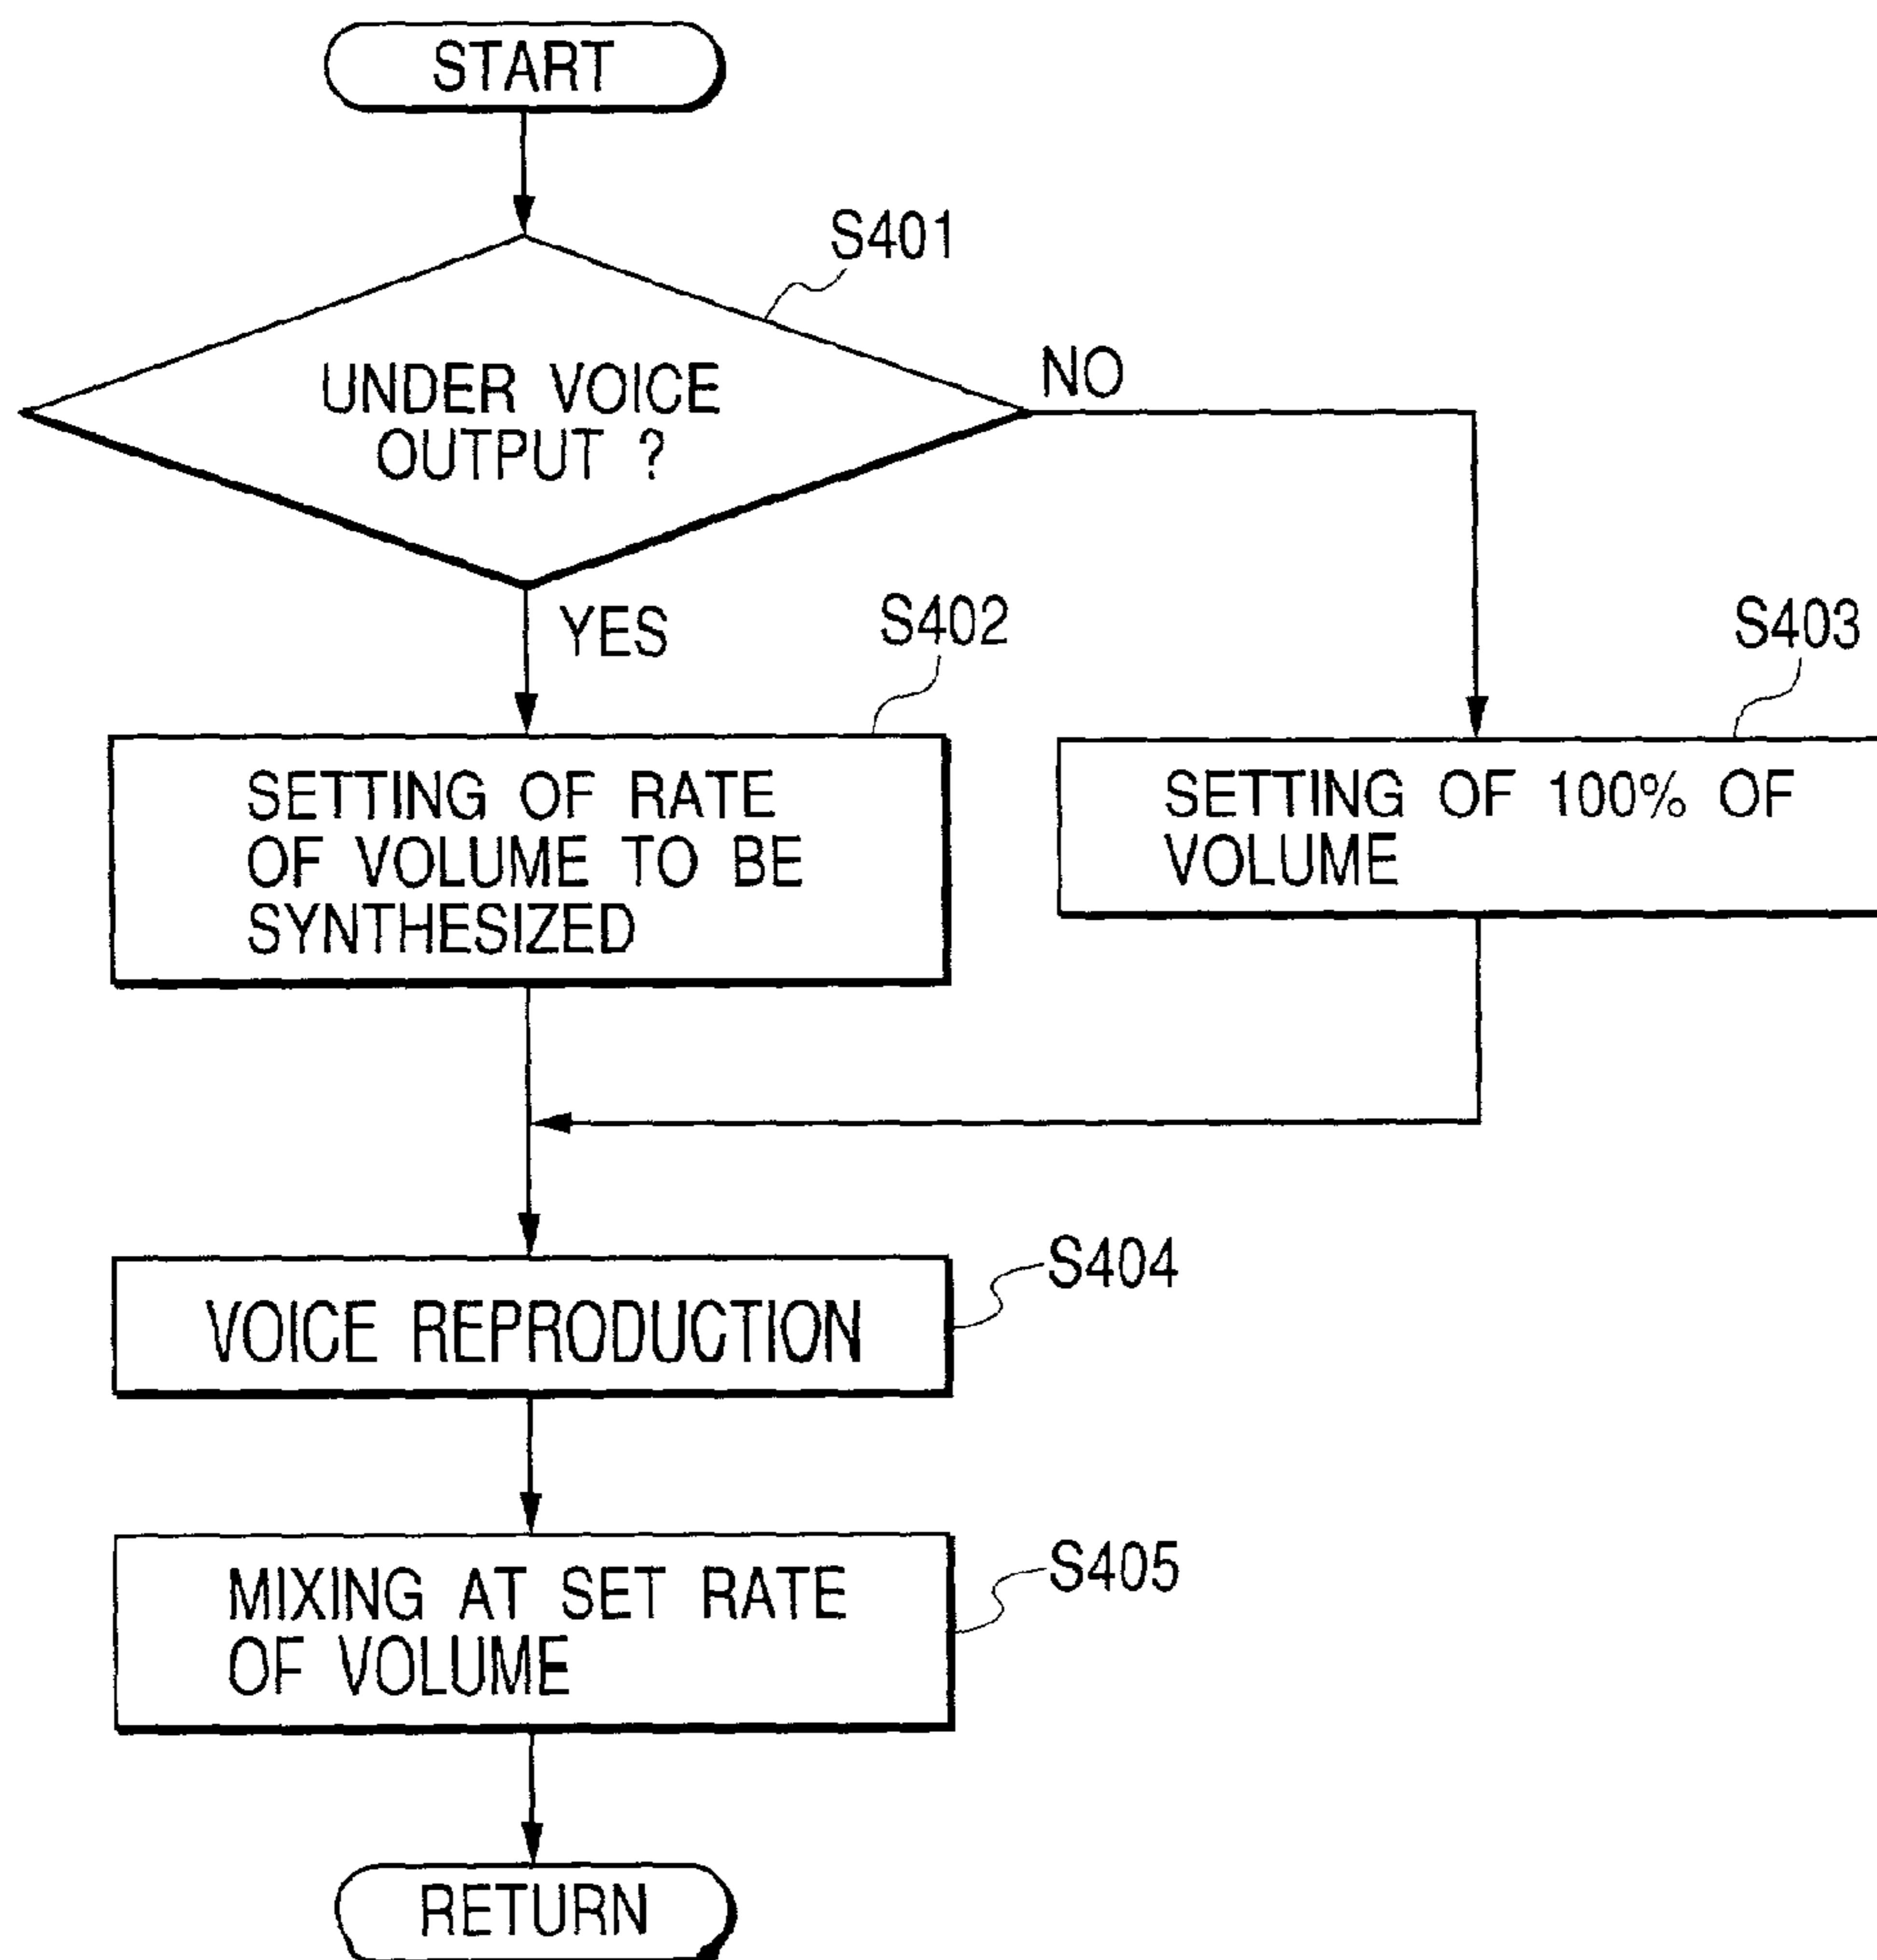 START
S401
UNDER VOICE
OUTPUT ?
NO
YES
S402
S403
SETTING OF RATE
OF VOLUME TO BE
SYNTHESIZED
SETTING OF 100% OF
VOLUME
S404
VOICE REPRODUCTION
S405
MIXING AT SET RATE
OF VOLUME
RETURN